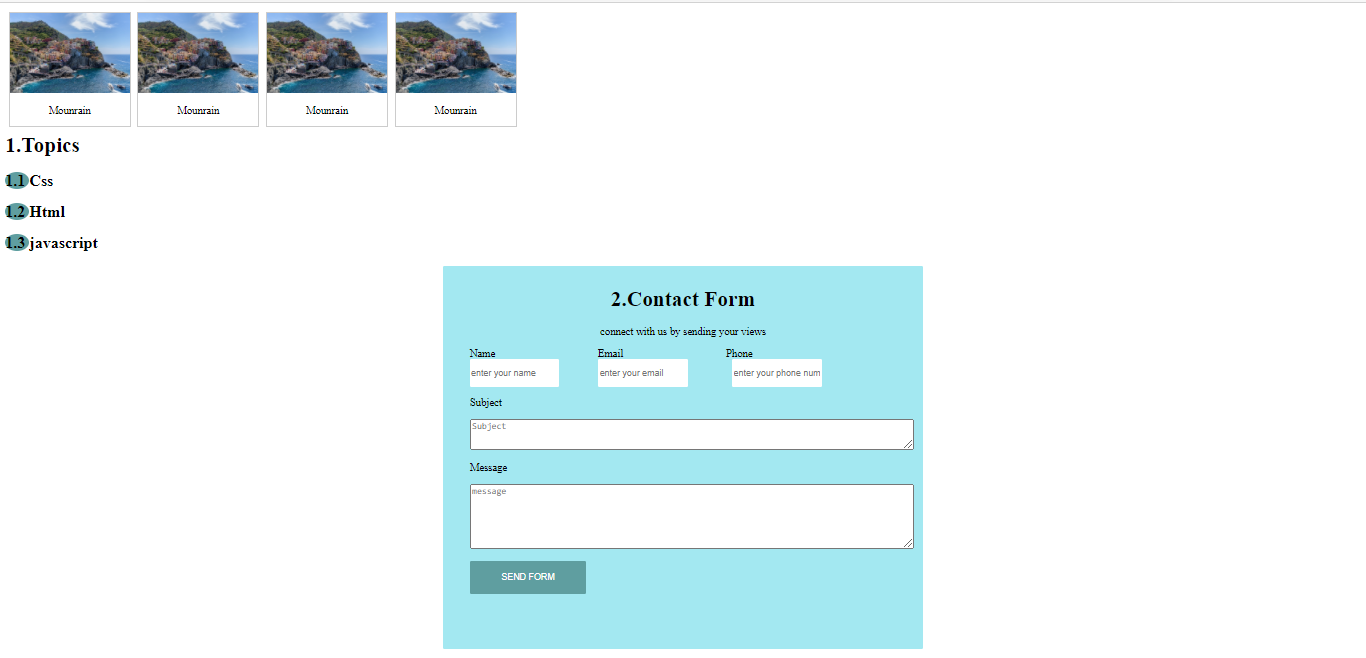 Mounrain Mounrain Mounrain Mounrain
1.Topics
1.1 Css
1.2 Html
1.3 javascript
2.Contact Form
connect with us by sending your views
Name Email Phone
enter your name enter your email enter your phone num
Subject
Subject
Message
message
SEND FORM